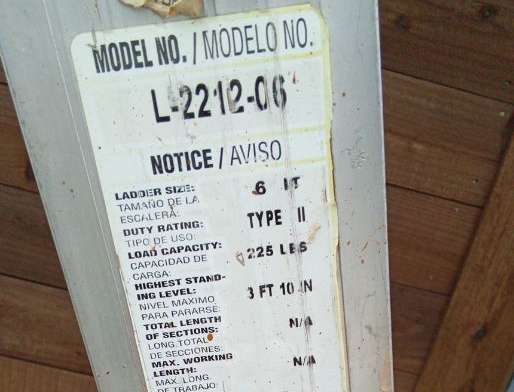 MODEL NO. / MODELO NO.
L-2212-06
NOTICE / AVISO
LADDER SIZE: 6 FT
TAMAÑO DE LA
ESCALERA:
DUTY RATING: TYPE II
TIPO DE USO:
LOAD CAPACITY: 225 LBS
CAPACIDAD DE
CARGA:
HIGHEST STAND-
ING LEVEL: 3 FT 10 IN
NIVEL MAXIMO
PARA PARARSE:
TOTAL LENGTH N/A
OF SECTIONS:
LONG. TOTAL
DE SECCIONES:
MAX. WORKING N/A
LENGTH:
MAX. LONG.
DE TRABAJO: